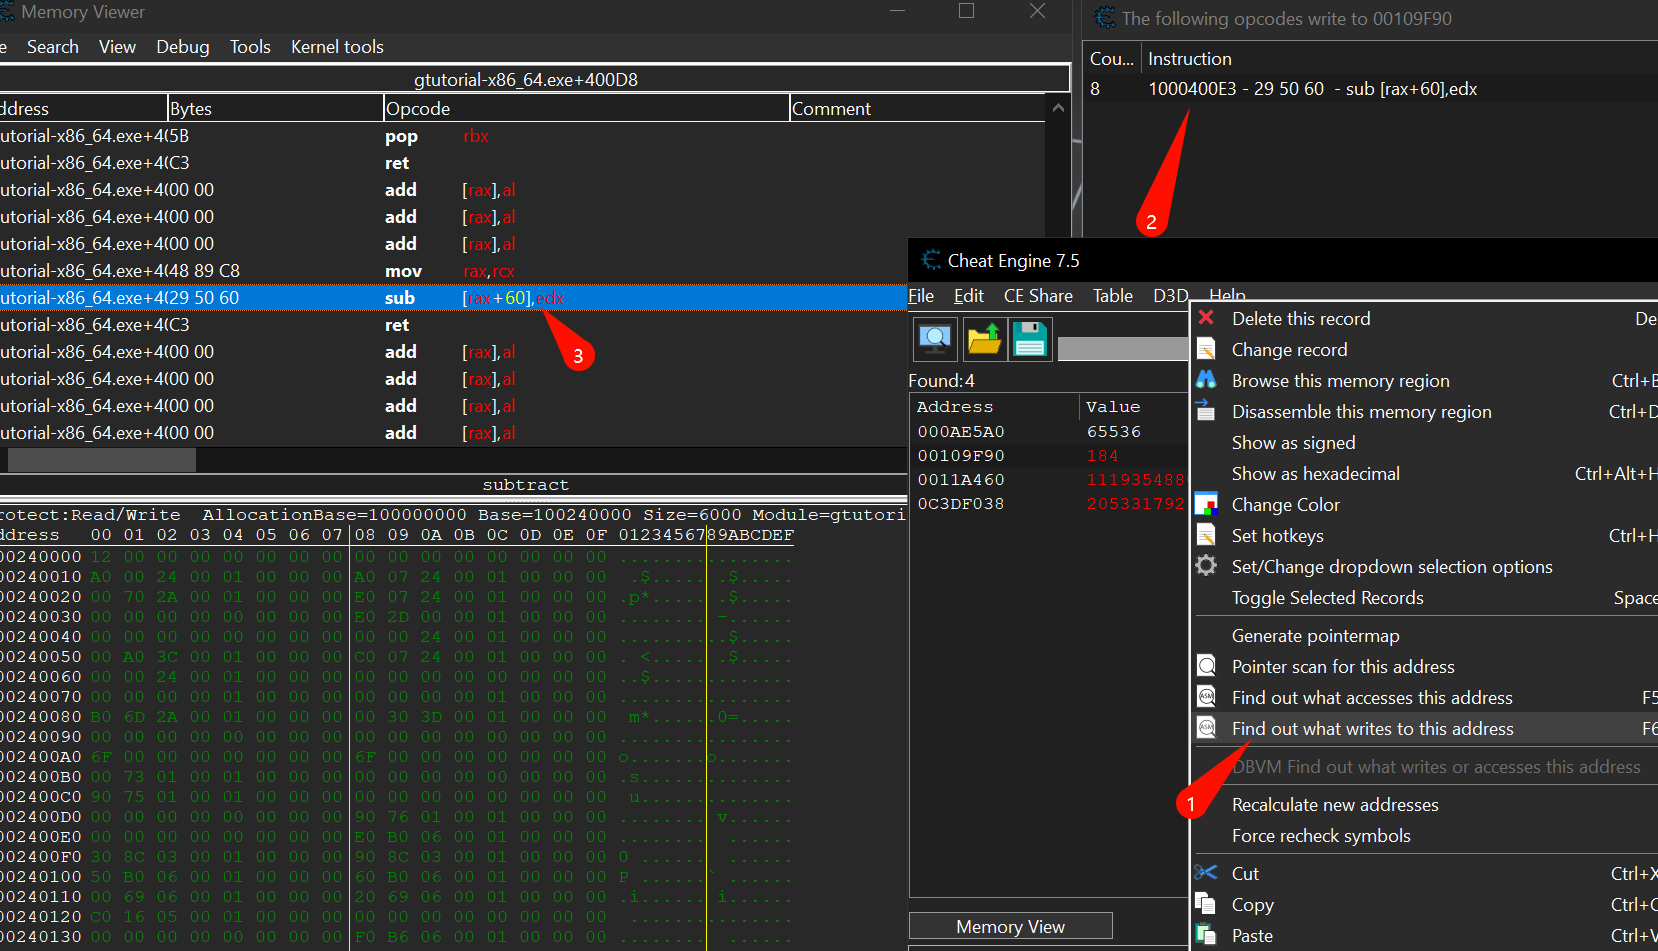 Memory Viewer
e Search View Debug Tools Kernel tools
gtutorial-x86_64.exe+400D8
ddress Bytes Opcode Comment
utorial-x86_64.exe+4(5B pop rbx
utorial-x86_64.exe+4(C3 ret
utorial-x86_64.exe+4(00 00 add [rax],al
utorial-x86_64.exe+4(00 00 add [rax],al
utorial-x86_64.exe+4(00 00 add [rax],al
utorial-x86_64.exe+4(48 89 C8 mov rax,rcx
utorial-x86_64.exe+4(29 50 60 sub [rax+60],edx
utorial-x86_64.exe+4(C3 ret
utorial-x86_64.exe+4(00 00 add [rax],al
utorial-x86_64.exe+4(00 00 add [rax],al
utorial-x86_64.exe+4(00 00 add [rax],al
utorial-x86_64.exe+4(00 00 add [rax],al
3
subtract
rotect:Read/Write AllocationBase=100000000 Base=100240000 Size=6000 Module=gtutori
ddress 00 01 02 03 04 05 06 07 08 09 0A 0B 0C 0D 0E 0F 0123456789ABCDEF
00240000 12 00 00 00 00 00 00 00 00 00 00 00 00 00 00 00 ................
00240010 A0 00 24 00 01 00 00 00 A0 07 24 00 01 00 00 00 .$..... .$.....
00240020 00 70 2A 00 01 00 00 00 E0 07 24 00 01 00 00 00 .p*......$.....
00240030 00 00 00 00 00 00 00 00 E0 2D 00 00 01 00 00 00 .........-......
00240040 00 00 00 00 00 00 00 00 00 00 24 00 01 00 00 00 ..........$.....
00240050 00 A0 3C 00 01 00 00 00 C0 07 24 00 01 00 00 00 . <.......$.....
00240060 00 00 24 00 01 00 00 00 00 00 00 00 00 00 00 00 ..$.............
00240070 00 00 00 00 00 00 00 00 00 00 01 00 01 00 00 00 ................
00240080 B0 6D 2A 00 01 00 00 00 00 30 3D 00 01 00 00 00 m*.......0=.....
00240090 00 00 00 00 00 00 00 00 00 00 00 00 00 00 00 00 ................
002400A0 6F 00 00 00 00 00 00 00 6F 00 00 00 00 00 00 00 o.......o.......
002400B0 00 73 01 00 01 00 00 00 00 00 00 00 00 00 00 00 .s..............
002400C0 90 75 01 00 01 00 00 00 00 00 00 00 00 00 00 00 u..............
002400D0 00 00 00 00 00 00 00 00 90 76 01 00 01 00 00 00 .........v......
002400E0 00 00 00 00 00 00 00 00 E0 B0 06 00 01 00 00 00
002400F0 30 8C 03 00 01 00 00 00 90 8C 03 00 01 00 00 00 0
00240100 50 B0 06 00 01 00 00 00 60 B0 06 00 01 00 00 00 P ......` ......
00240110 00 69 06 00 01 00 00 00 20 69 06 00 01 00 00 00 .i...... i......
00240120 C0 16 05 00 01 00 00 00 00 00 00 00 00 00 00 00
00240130 00 00 00 00 00 00 00 00 F0 B6 06 00 01 00 00 00
The following opcodes write to 00109F90
Cou... Instruction
8 1000400E3 - 29 50 60 - sub [rax+60],edx
2
Cheat Engine 7.5
File Edit CE Share Table D3D Help
Found:4
Address Value
000AE5A0 65536
00109F90 184
0011A460 111935488
0C3DF038 205331792
Memory View
Delete this record De
Change record
Browse this memory region Ctrl+B
Disassemble this memory region Ctrl+D
Show as signed
Show as hexadecimal Ctrl+Alt+H
Change Color
Set hotkeys Ctrl+H
Set/Change dropdown selection options
Toggle Selected Records Space
Generate pointermap
Pointer scan for this address
Find out what accesses this address F5
Find out what writes to this address F6
DBVM Find out what writes or accesses this address
1
Recalculate new addresses
Force recheck symbols
Cut Ctrl+X
Copy Ctrl+C
Paste Ctrl+V